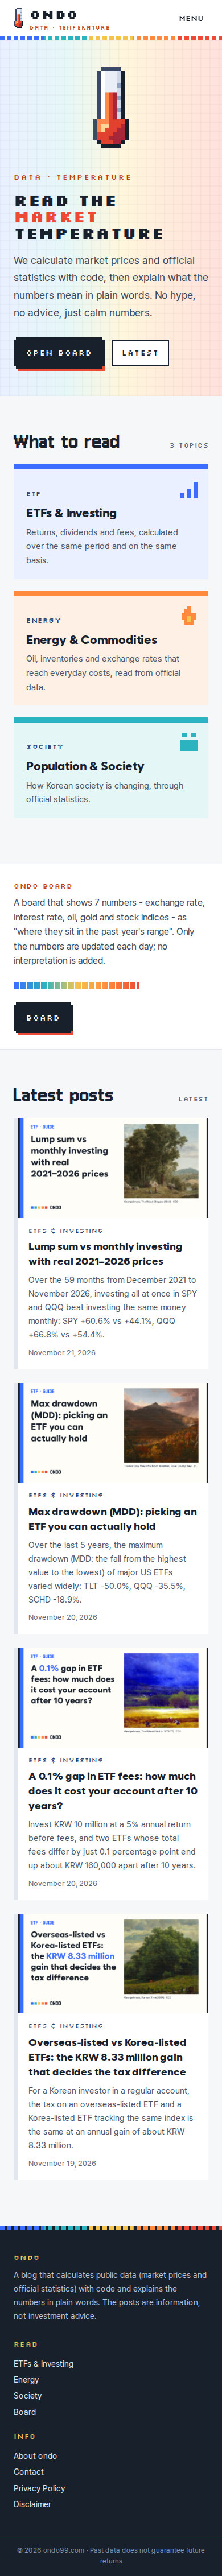 ONDO
DATA · TEMPERATURE
MENU
DATA · TEMPERATURE
READ THE
MARKET
TEMPERATURE
We calculate market prices and official
statistics with code, then explain what the
numbers mean in plain words. No hype,
no advice, just calm numbers.
OPEN BOARD
LATEST
What to read
3 TOPICS
ETF
ETFs & Investing
Returns, dividends and fees, calculated
over the same period and on the same
basis.
ENERGY
Energy & Commodities
Oil, inventories and exchange rates that
reach everyday costs, read from official
data.
SOCIETY
Population & Society
How Korean society is changing, through
official statistics.
ONDO BOARD
A board that shows 7 numbers - exchange rate,
interest rate, oil, gold and stock indices - as
"where they sit in the past year's range". Only
the numbers are updated each day; no
interpretation is added.
BOARD
Latest posts
LATEST
ETF · GUIDE
Lump sum vs
monthly investing
with real
2021–2026 prices
ONDO
ETFS & INVESTING
Lump sum vs monthly investing
with real 2021–2026 prices
Over the 59 months from December 2021 to
November 2026, investing all at once in SPY
and QQQ beat investing the same money
monthly: SPY +60.6% vs +44.1%, QQQ
+66.8% vs +54.4%.
November 21, 2026
ETF · GUIDE
Max drawdown
(MDD): picking an
ETF you can
actually hold
ONDO
ETFS & INVESTING
Max drawdown (MDD): picking an
ETF you can actually hold
Over the last 5 years, the maximum
drawdown (MDD: the fall from the highest
value to the lowest) of major US ETFs
varied widely: TLT -50.0%, QQQ -35.5%,
SCHD -18.9%.
November 20, 2026
ETF · GUIDE
A 0.1% gap in ETF
fees: how much does
it cost your account
after 10 years?
ONDO
ETFS & INVESTING
A 0.1% gap in ETF fees: how much
does it cost your account after 10
years?
Invest KRW 10 million at a 5% annual return
before fees, and two ETFs whose total
fees differ by just 0.1 percentage point end
up about KRW 160,000 apart after 10 years.
November 20, 2026
ETF · GUIDE
Overseas-listed vs
Korea-listed ETFs:
the KRW 8.33 million
gain that decides the
tax difference
ONDO
ETFS & INVESTING
Overseas-listed vs Korea-listed
ETFs: the KRW 8.33 million gain
that decides the tax difference
For a Korean investor in a regular account,
the tax on an overseas-listed ETF and a
Korea-listed ETF tracking the same index is
the same at an annual gain of about KRW
8.33 million.
November 19, 2026
ONDO
A blog that calculates public data (market prices and
official statistics) with code and explains the
numbers in plain words. The posts are information,
not investment advice.
READ
ETFs & Investing
Energy
Society
Board
INFO
About ondo
Contact
Privacy Policy
Disclaimer
© 2026 ondo99.com · Past data does not guarantee future
returns